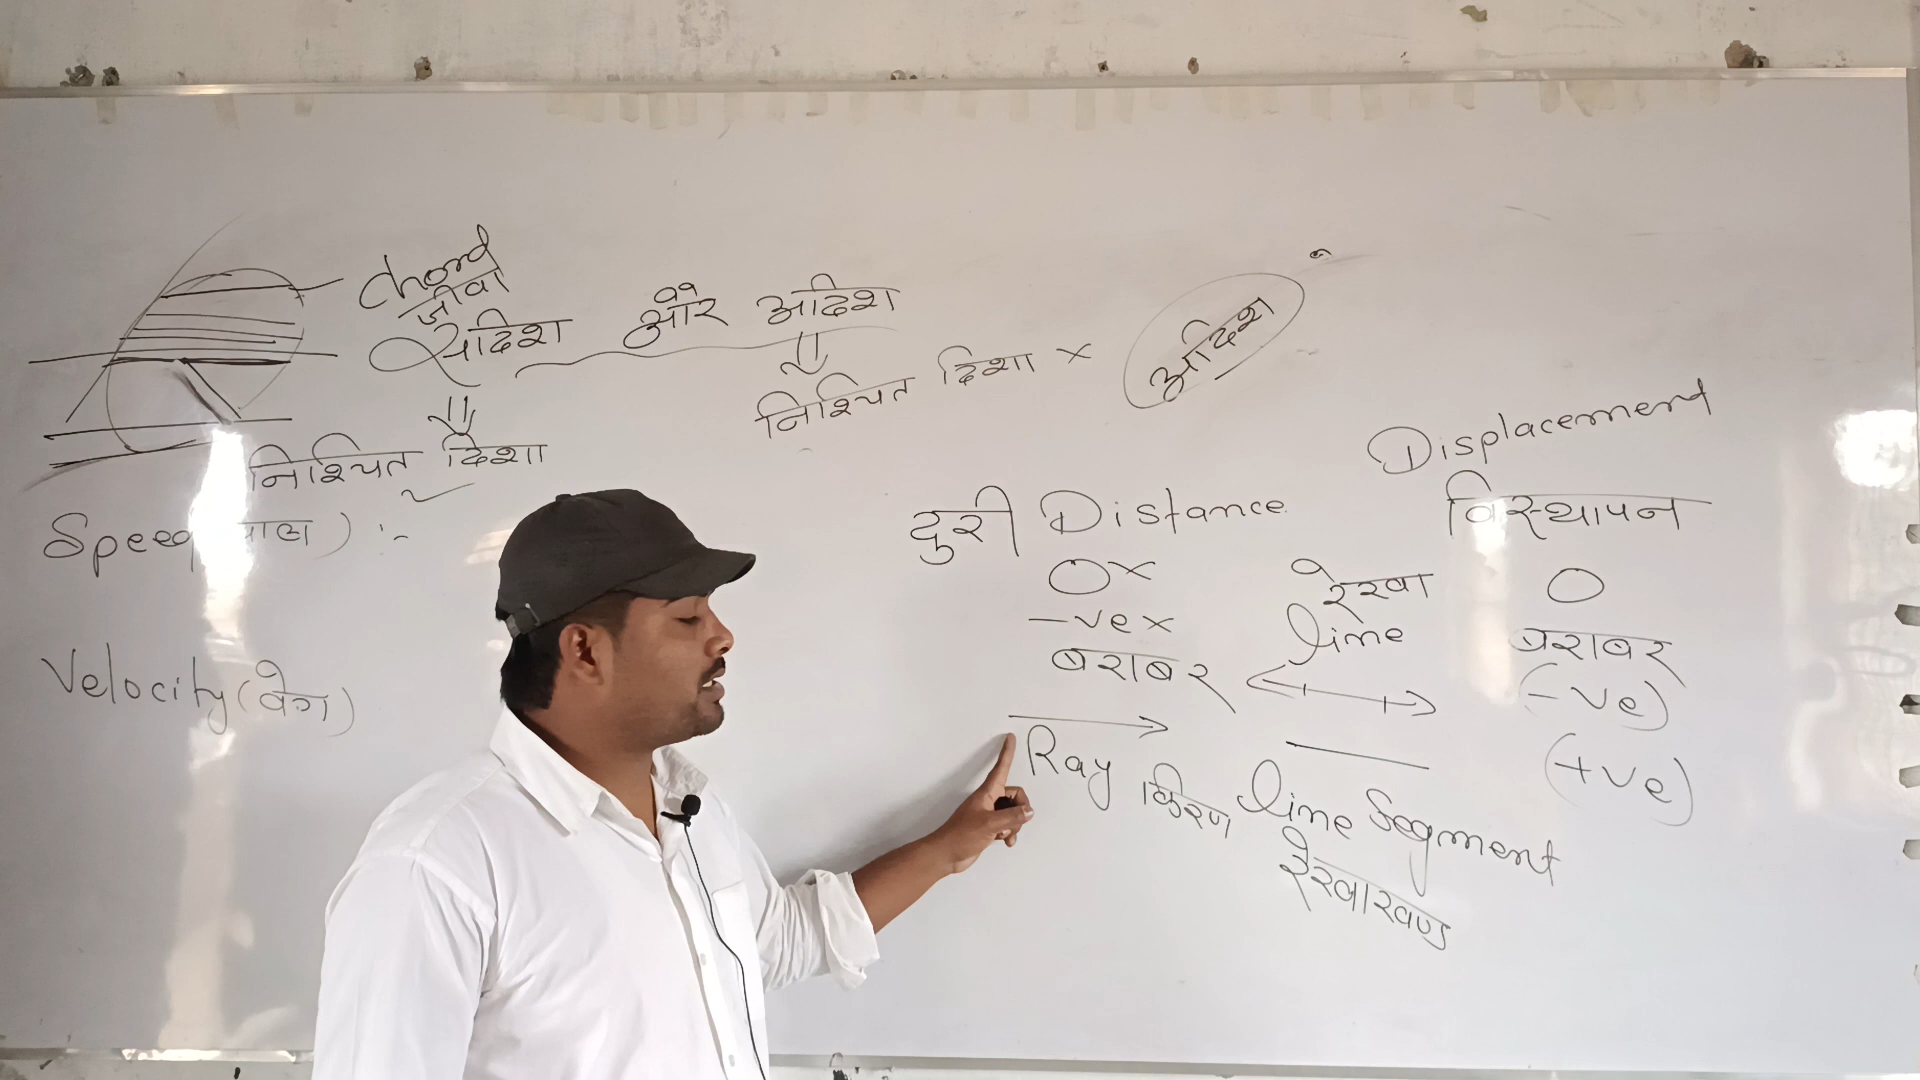 chord
जीवा
सदिश और अदिश
निश्चित दिशा ×
अदिश
निश्चित दिशा
Speed
Velocity (वेग)
Displacement
दुरी Distance
विस्थापन
0×
-ve×
बराबर
रेखा
line
0
बराबर
(-ve)
(+ve)
Ray किरण
line Segment
रेखाखण्ड